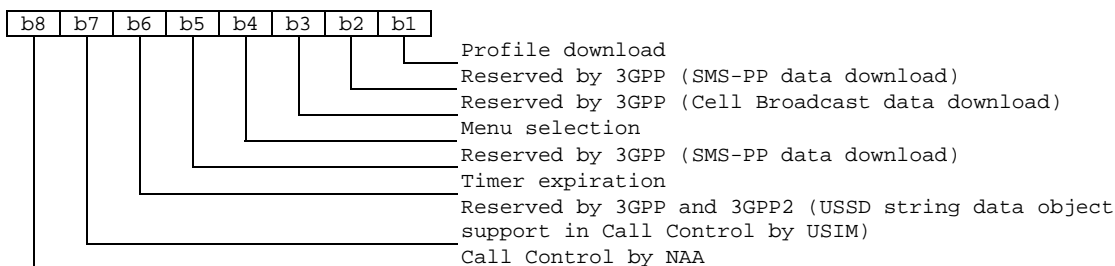 b8 b7 b6 b5 b4 b3 b2 b1
Profile download
Reserved by 3GPP (SMS-PP data download)
Reserved by 3GPP (Cell Broadcast data download)
Menu selection
Reserved by 3GPP (SMS-PP data download)
Timer expiration
Reserved by 3GPP and 3GPP2 (USSD string data object
support in Call Control by USIM)
Call Control by NAA